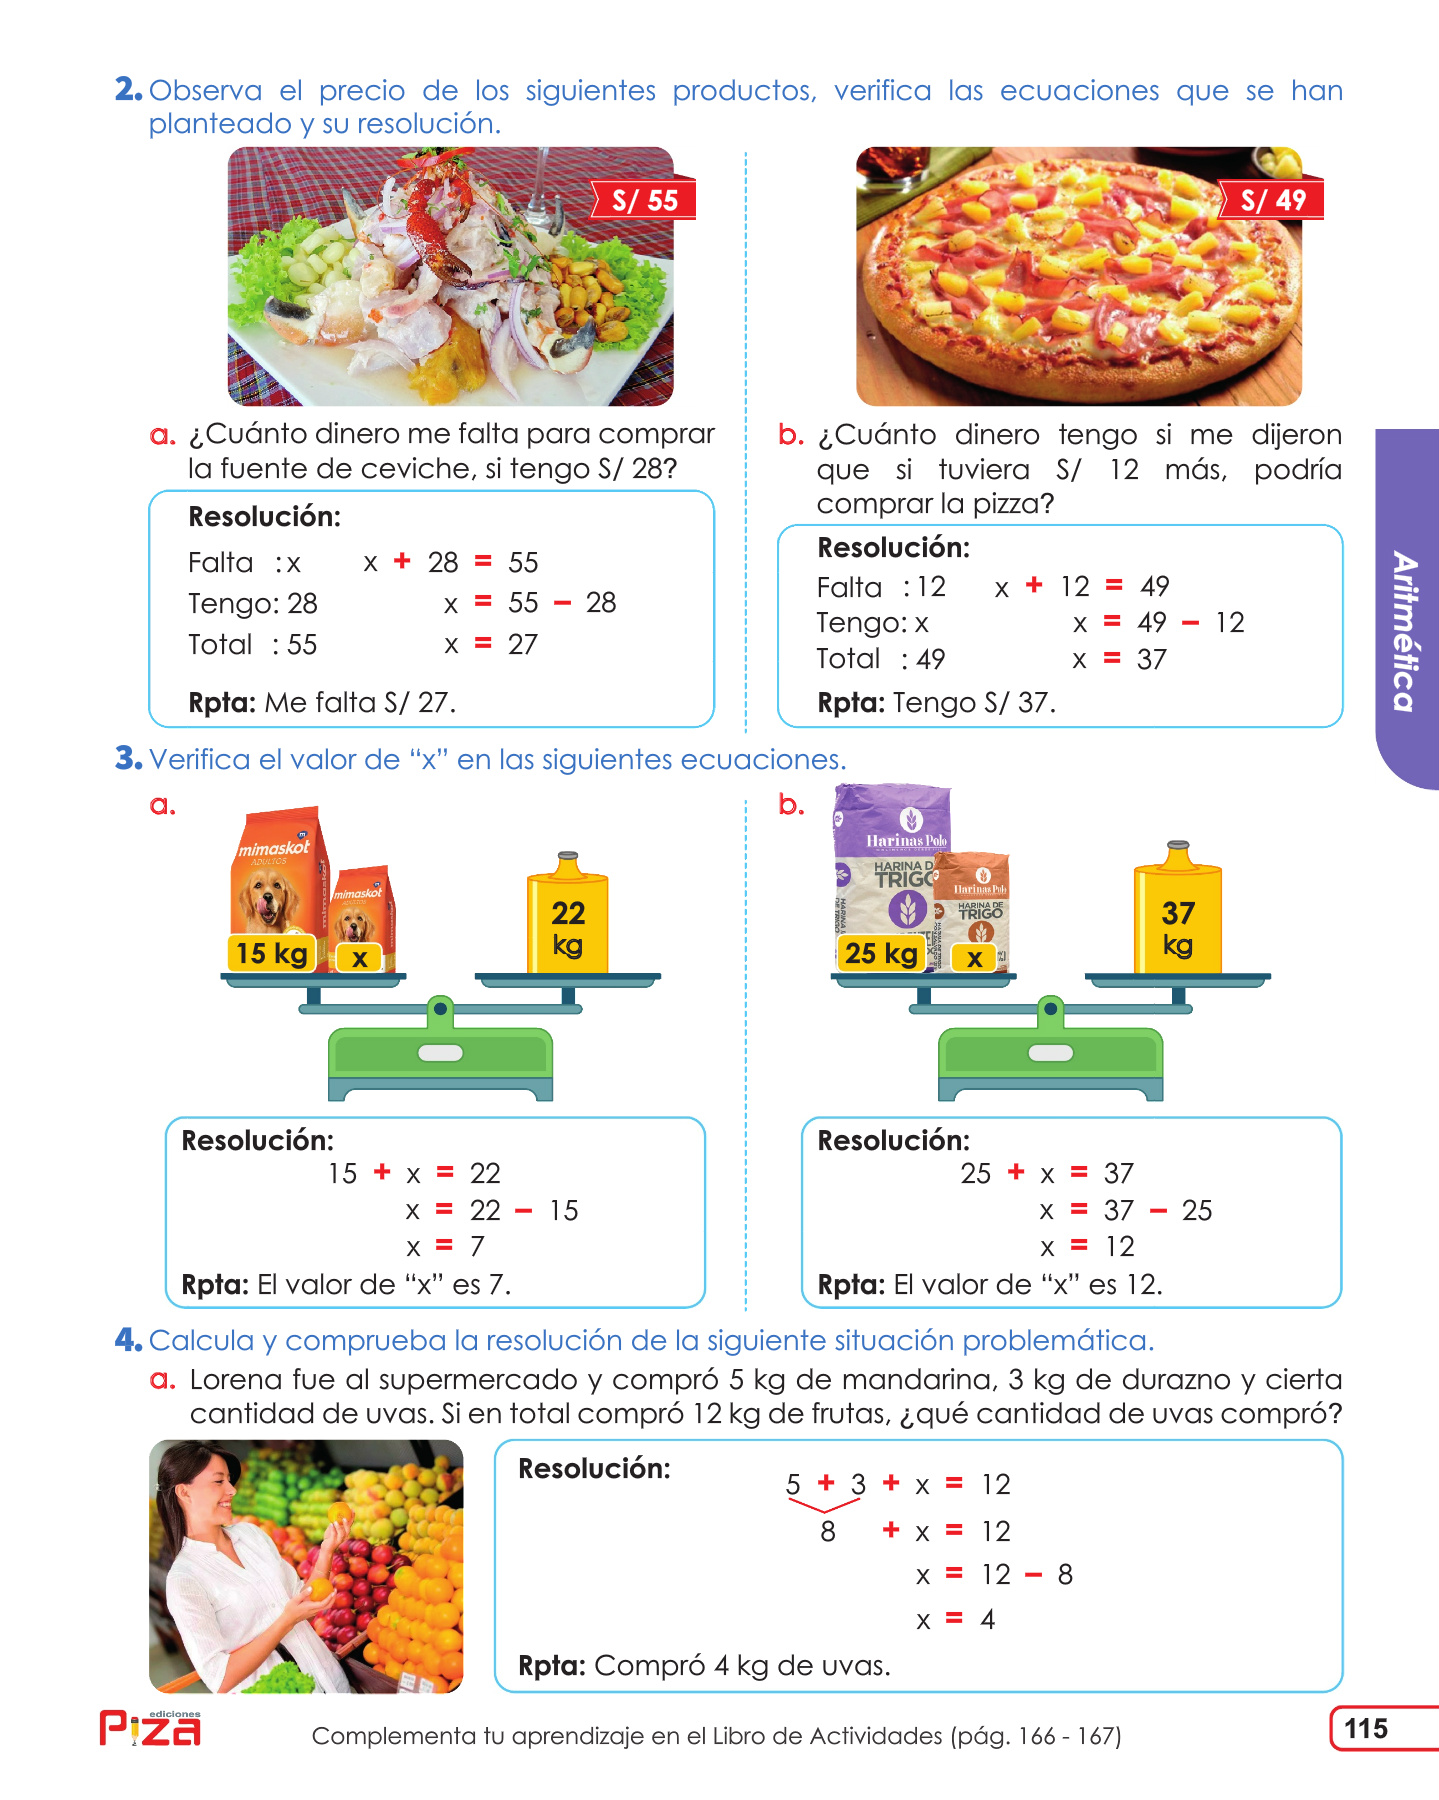 2. Observa el precio de los siguientes productos, verifica las ecuaciones que se han
planteado y su resolución.
S/ 55
S/ 49
a. ¿Cuánto dinero me falta para comprar
la fuente de ceviche, si tengo S/ 28?
Resolución:
Falta : x x + 28 = 55
Tengo: 28 x = 55 – 28
Total : 55 x = 27
Rpta: Me falta S/ 27.
b. ¿Cuánto dinero tengo si me dijeron
que si tuviera S/ 12 más, podría
comprar la pizza?
Resolución:
Falta : 12 x + 12 = 49
Tengo: x x = 49 – 12
Total : 49 x = 37
Rpta: Tengo S/ 37.
Aritmética
3. Verifica el valor de “x” en las siguientes ecuaciones.
a.
mimaskot
ADULTOS
mimaskot
mimaskot
ADULTOS
15 kg
x
22
kg
Resolución:
15 + x = 22
x = 22 – 15
x = 7
Rpta: El valor de “x” es 7.
b.
Harinas Polo
HARINA D
TRIGO
Harinas Polo
HARINA DE
TRIGO
25 kg
x
37
kg
Resolución:
25 + x = 37
x = 37 – 25
x = 12
Rpta: El valor de “x” es 12.
4. Calcula y comprueba la resolución de la siguiente situación problemática.
a. Lorena fue al supermercado y compró 5 kg de mandarina, 3 kg de durazno y cierta
cantidad de uvas. Si en total compró 12 kg de frutas, ¿qué cantidad de uvas compró?
Resolución:
5 + 3 + x = 12
8 + x = 12
x = 12 – 8
x = 4
Rpta: Compró 4 kg de uvas.
ediciones
Piza
Complementa tu aprendizaje en el Libro de Actividades (pág. 166 - 167)
115